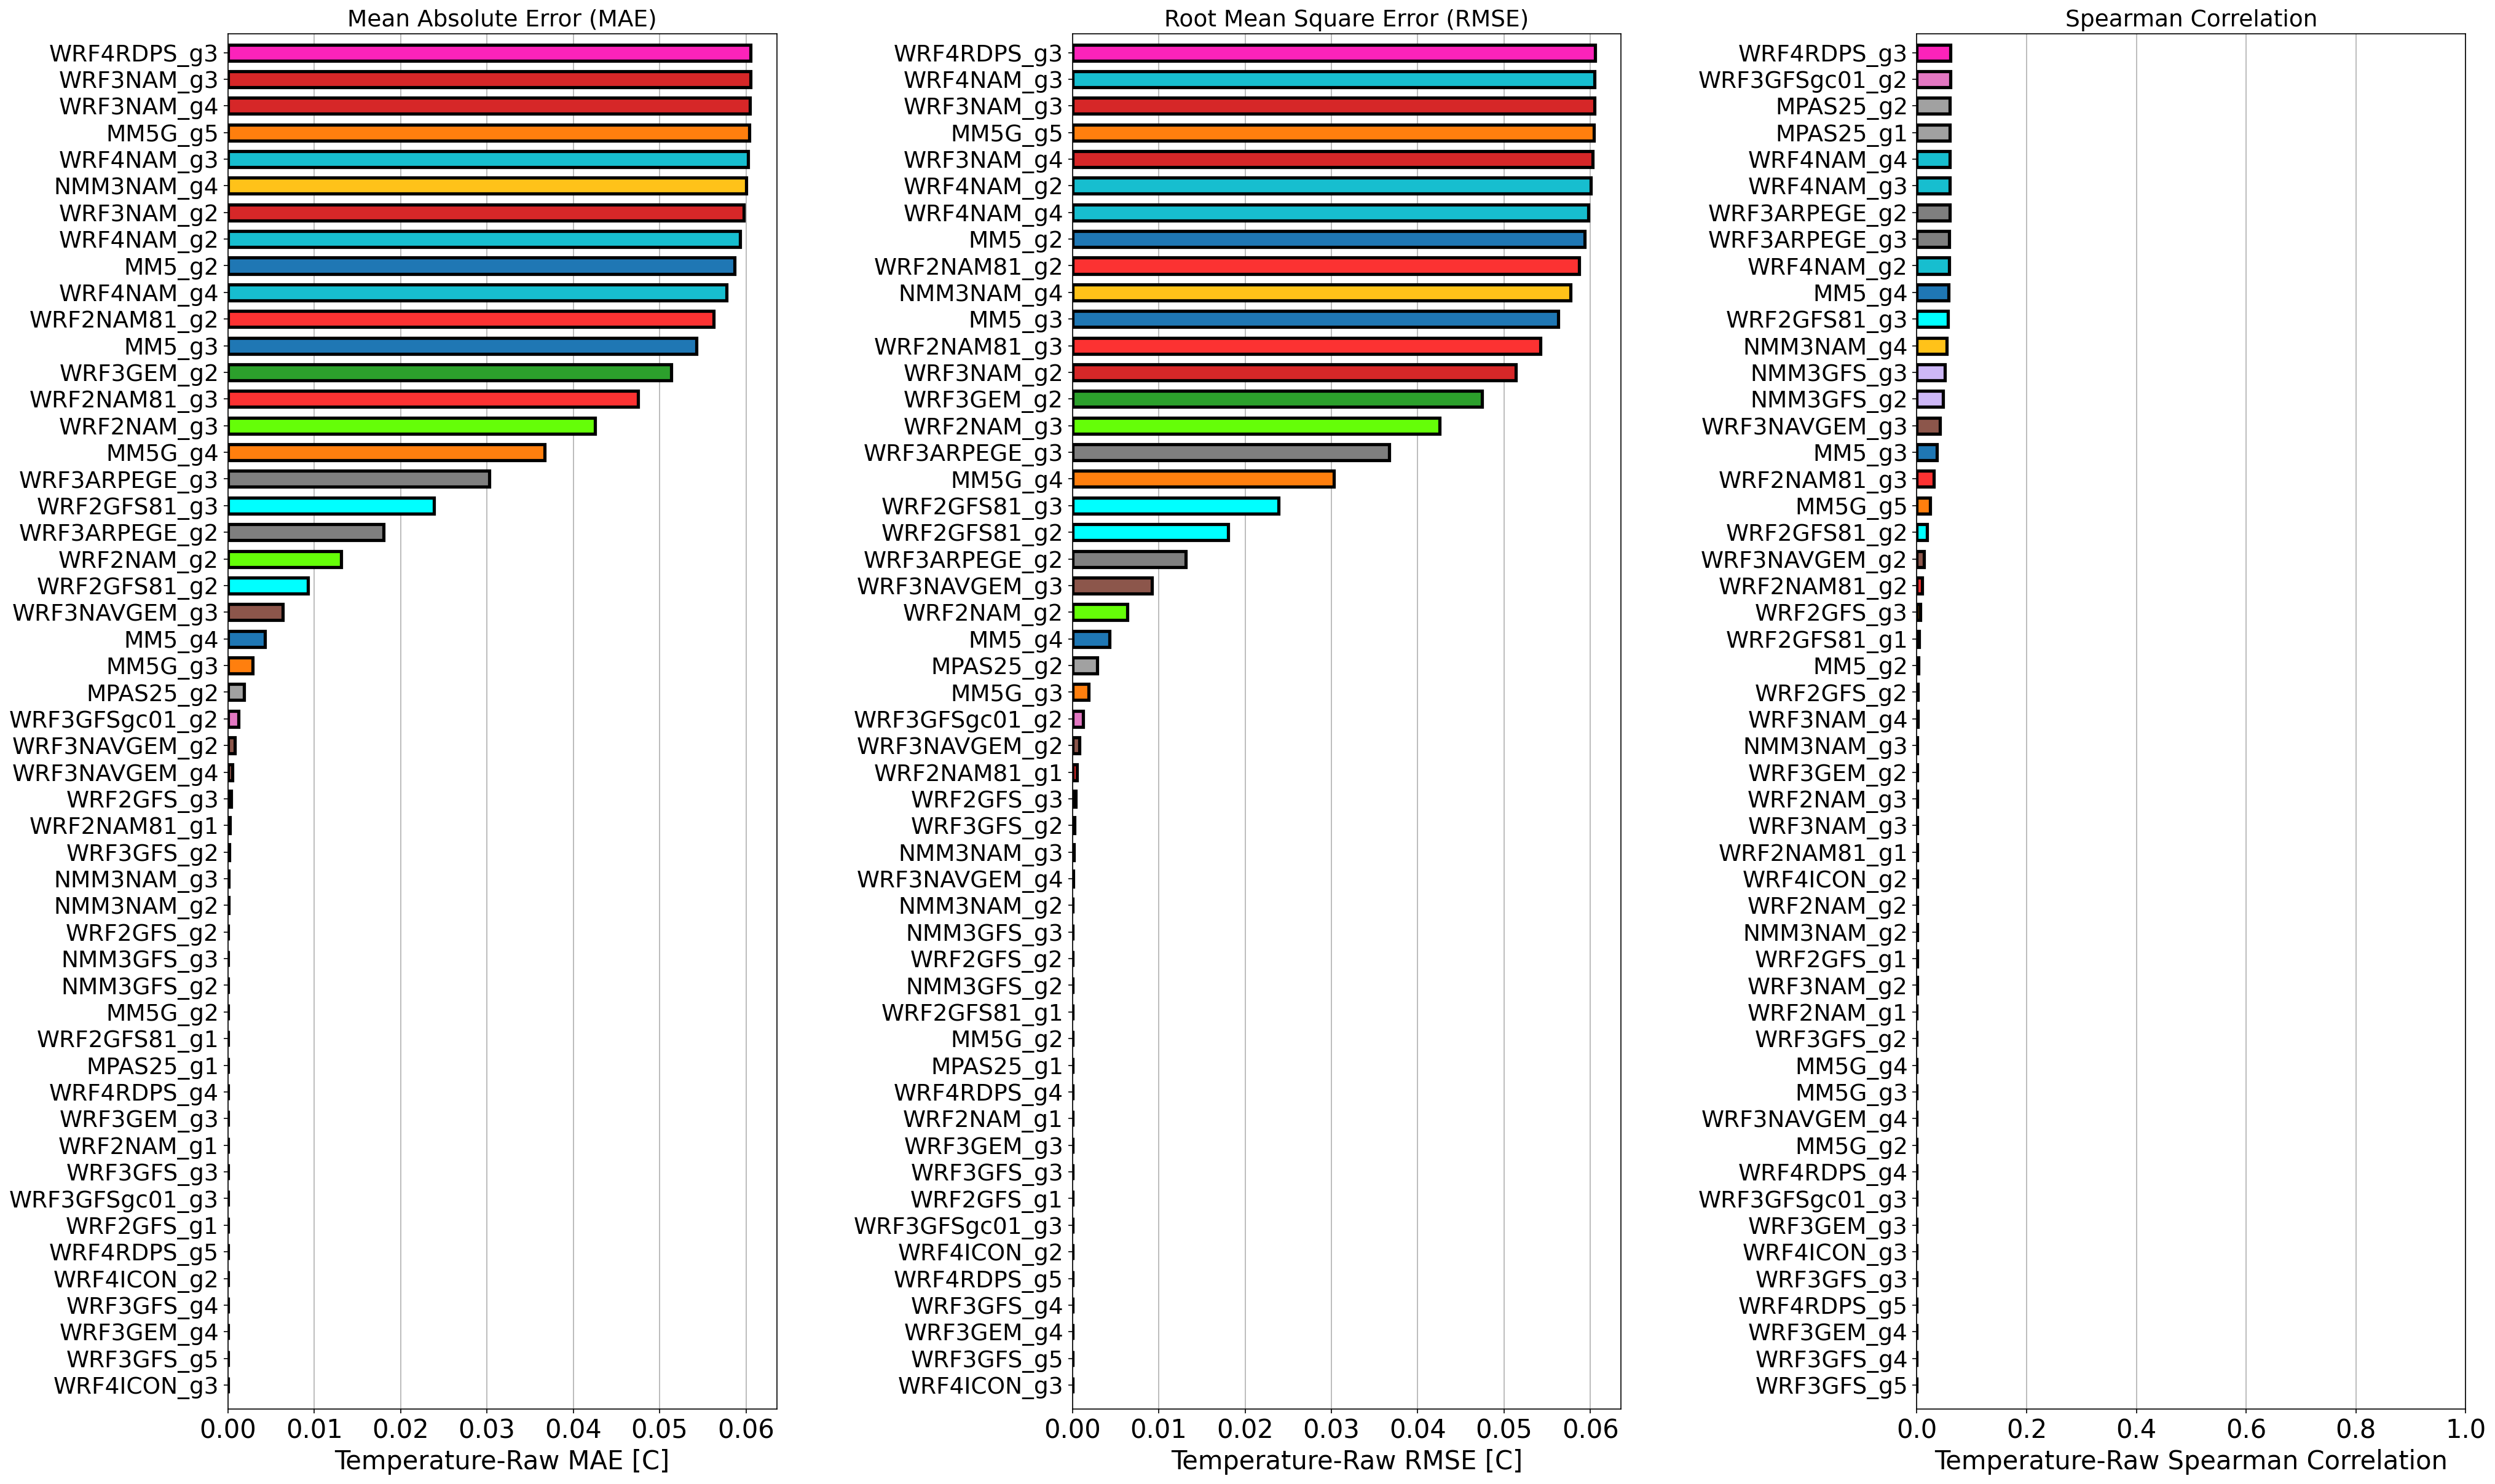 Mean Absolute Error (MAE)
WRF4RDPS_g3
WRF3NAM_g3
WRF3NAM_g4
MM5G_g5
WRF4NAM_g3
NMM3NAM_g4
WRF3NAM_g2
WRF4NAM_g2
MM5_g2
WRF4NAM_g4
WRF2NAM81_g2
MM5_g3
WRF3GEM_g2
WRF2NAM81_g3
WRF2NAM_g3
MM5G_g4
WRF3ARPEGE_g3
WRF2GFS81_g3
WRF3ARPEGE_g2
WRF2NAM_g2
WRF2GFS81_g2
WRF3NAVGEM_g3
MM5_g4
MM5G_g3
MPAS25_g2
WRF3GFSgc01_g2
WRF3NAVGEM_g2
WRF3NAVGEM_g4
WRF2GFS_g3
WRF2NAM81_g1
WRF3GFS_g2
NMM3NAM_g3
NMM3NAM_g2
WRF2GFS_g2
NMM3GFS_g3
NMM3GFS_g2
MM5G_g2
WRF2GFS81_g1
MPAS25_g1
WRF4RDPS_g4
WRF3GEM_g3
WRF2NAM_g1
WRF3GFS_g3
WRF3GFSgc01_g3
WRF2GFS_g1
WRF4RDPS_g5
WRF4ICON_g2
WRF3GFS_g4
WRF3GEM_g4
WRF3GFS_g5
WRF4ICON_g3
0.00 0.01 0.02 0.03 0.04 0.05 0.06
Temperature-Raw MAE [C]
Root Mean Square Error (RMSE)
WRF4RDPS_g3
WRF4NAM_g3
WRF3NAM_g3
MM5G_g5
WRF3NAM_g4
WRF4NAM_g2
WRF4NAM_g4
MM5_g2
WRF2NAM81_g2
NMM3NAM_g4
MM5_g3
WRF2NAM81_g3
WRF3NAM_g2
WRF3GEM_g2
WRF2NAM_g3
WRF3ARPEGE_g3
MM5G_g4
WRF2GFS81_g3
WRF2GFS81_g2
WRF3ARPEGE_g2
WRF3NAVGEM_g3
WRF2NAM_g2
MM5_g4
MPAS25_g2
MM5G_g3
WRF3GFSgc01_g2
WRF3NAVGEM_g2
WRF2NAM81_g1
WRF2GFS_g3
WRF3GFS_g2
NMM3NAM_g3
WRF3NAVGEM_g4
NMM3NAM_g2
NMM3GFS_g3
WRF2GFS_g2
NMM3GFS_g2
WRF2GFS81_g1
MM5G_g2
MPAS25_g1
WRF4RDPS_g4
WRF2NAM_g1
WRF3GEM_g3
WRF3GFS_g3
WRF2GFS_g1
WRF3GFSgc01_g3
WRF4ICON_g2
WRF4RDPS_g5
WRF3GFS_g4
WRF3GEM_g4
WRF3GFS_g5
WRF4ICON_g3
0.00 0.01 0.02 0.03 0.04 0.05 0.06
Temperature-Raw RMSE [C]
Spearman Correlation
WRF4RDPS_g3
WRF3GFSgc01_g2
MPAS25_g2
MPAS25_g1
WRF4NAM_g4
WRF4NAM_g3
WRF3ARPEGE_g2
WRF3ARPEGE_g3
WRF4NAM_g2
MM5_g4
WRF2GFS81_g3
NMM3NAM_g4
NMM3GFS_g3
NMM3GFS_g2
WRF3NAVGEM_g3
MM5_g3
WRF2NAM81_g3
MM5G_g5
WRF2GFS81_g2
WRF3NAVGEM_g2
WRF2NAM81_g2
WRF2GFS_g3
WRF2GFS81_g1
MM5_g2
WRF2GFS_g2
WRF3NAM_g4
NMM3NAM_g3
WRF3GEM_g2
WRF2NAM_g3
WRF3NAM_g3
WRF2NAM81_g1
WRF4ICON_g2
WRF2NAM_g2
NMM3NAM_g2
WRF2GFS_g1
WRF3NAM_g2
WRF2NAM_g1
WRF3GFS_g2
MM5G_g4
MM5G_g3
WRF3NAVGEM_g4
MM5G_g2
WRF4RDPS_g4
WRF3GFSgc01_g3
WRF3GEM_g3
WRF4ICON_g3
WRF3GFS_g3
WRF4RDPS_g5
WRF3GEM_g4
WRF3GFS_g4
WRF3GFS_g5
0.0 0.2 0.4 0.6 0.8 1.0
Temperature-Raw Spearman Correlation